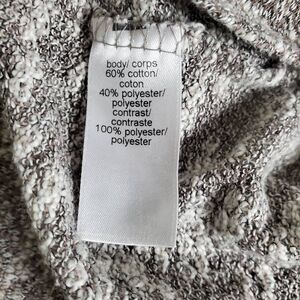 body/ corps
60% cotton/
coton
40% polyester/
polyester
contrast/
contraste
100% polyester/
polyester